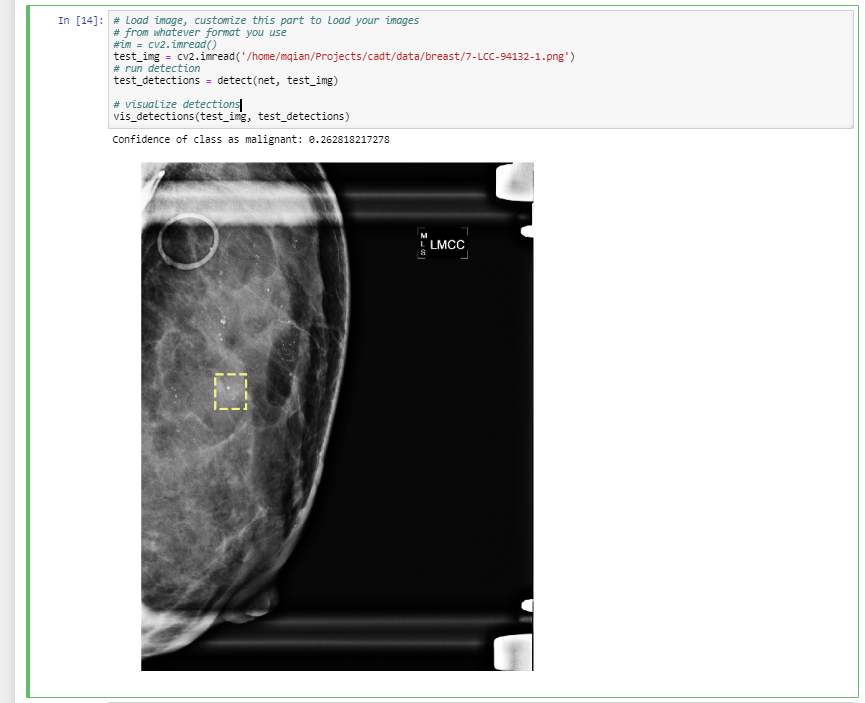 In [14]:
# load image, customize this part to load your images
# from whatever format you use
#im = cv2.imread()
test_img = cv2.imread('/home/mqian/Projects/cadt/data/breast/7-LCC-94132-1.png')
# run detection
test_detections = detect(net, test_img)
# visualize detections
vis_detections(test_img, test_detections)
Confidence of class as malignant: 0.262818217278
M
L
S
LMCC